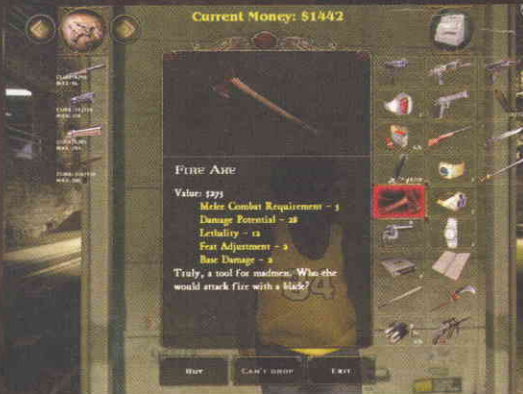 Current Money: $1442
Fire Axe
Value: $275
Melee Combat Requirement - 5
Damage Potential - 28
Lethality - 12
Feat Adjustment - 2
Base Damage - 2
Truly, a tool for madmen. Who else
would attack fire with a blade?
34
Buy
Can't drop
Exit